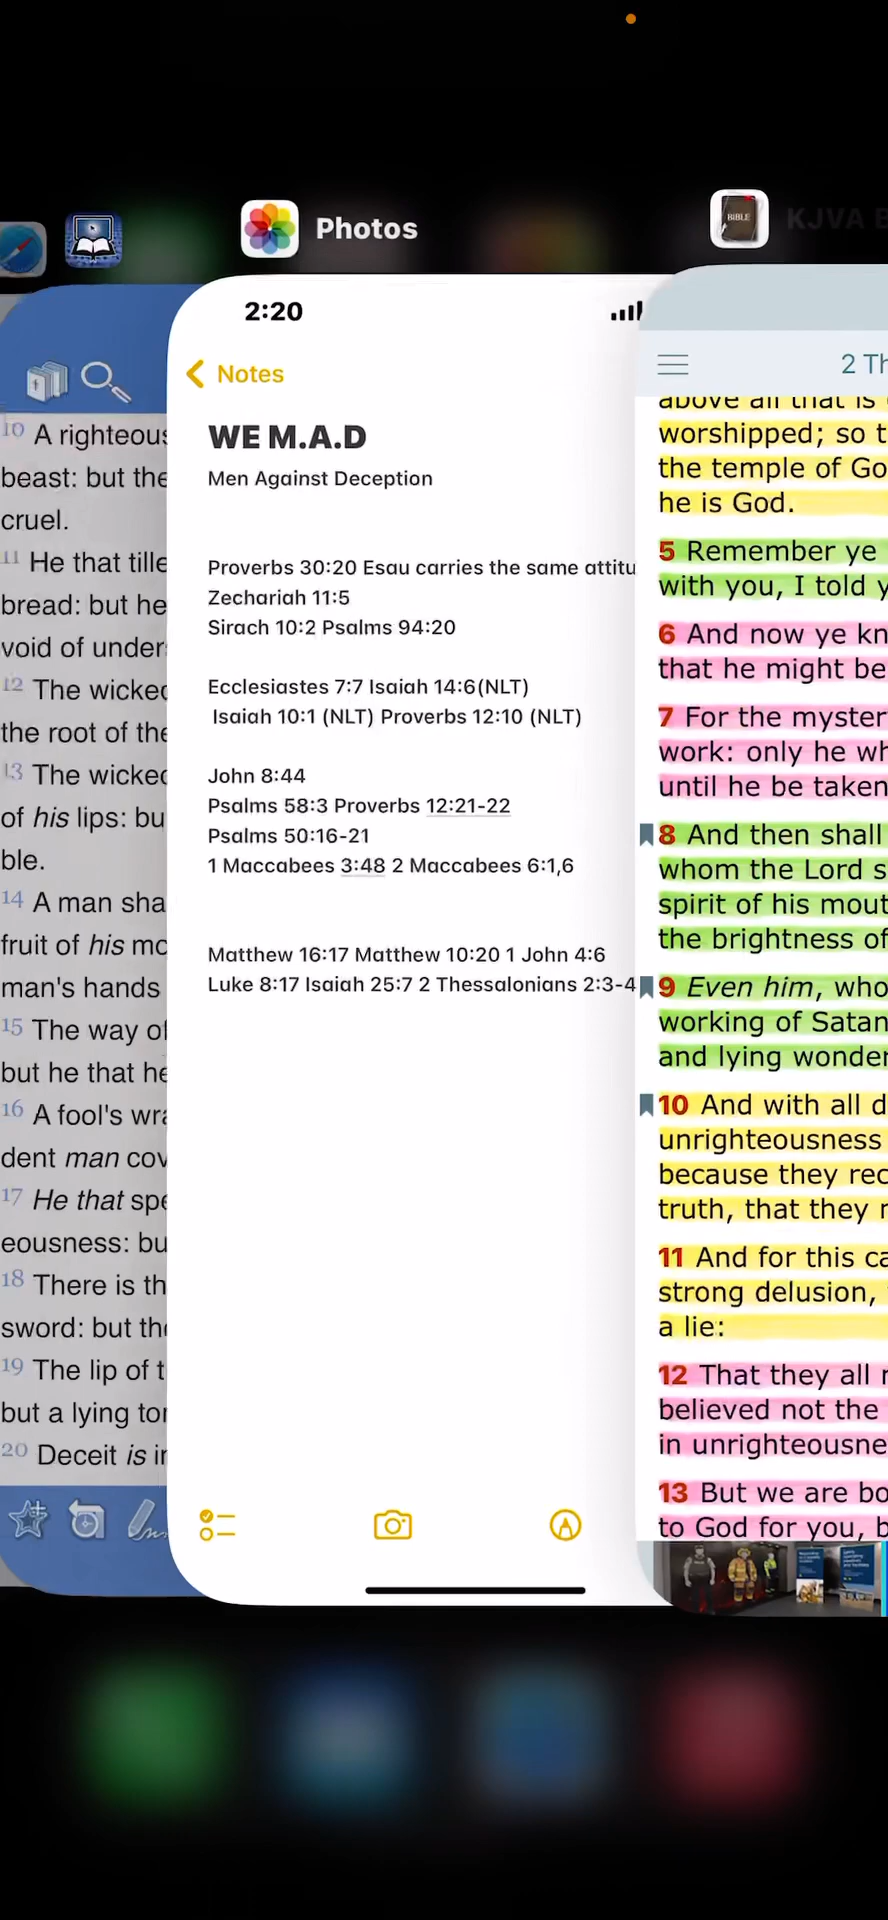 Photos
KJVA B
2:20
Notes
WE M.A.D
Men Against Deception
Proverbs 30:20 Esau carries the same attitu
Zechariah 11:5
Sirach 10:2 Psalms 94:20
Ecclesiastes 7:7 Isaiah 14:6(NLT)
Isaiah 10:1 (NLT) Proverbs 12:10 (NLT)
John 8:44
Psalms 58:3 Proverbs 12:21-22
Psalms 50:16-21
1 Maccabees 3:48 2 Maccabees 6:1,6
Matthew 16:17 Matthew 10:20 1 John 4:6
Luke 8:17 Isaiah 25:7 2 Thessalonians 2:3-4
10 A righteous
beast: but the
cruel.
11 He that tille
bread: but he
void of under
12 The wicked
the root of the
13 The wicked
of his lips: bu
ble.
14 A man sha
fruit of his mo
man's hands
15 The way of
but he that he
16 A fool's wra
dent man cov
17 He that spe
eousness: bu
18 There is th
sword: but the
19 The lip of t
but a lying ton
20 Deceit is in
BIBLE
2 Th
above all that is
worshipped; so t
the temple of Go
he is God.
5 Remember ye
with you, I told y
6 And now ye kn
that he might be
7 For the myster
work: only he wh
until he be taken
8 And then shall
whom the Lord s
spirit of his mout
the brightness of
9 Even him, who
working of Satan
and lying wonder
10 And with all d
unrighteousness
because they rec
truth, that they r
11 And for this ca
strong delusion,
a lie:
12 That they all r
believed not the
in unrighteousne
13 But we are bo
to God for you, b